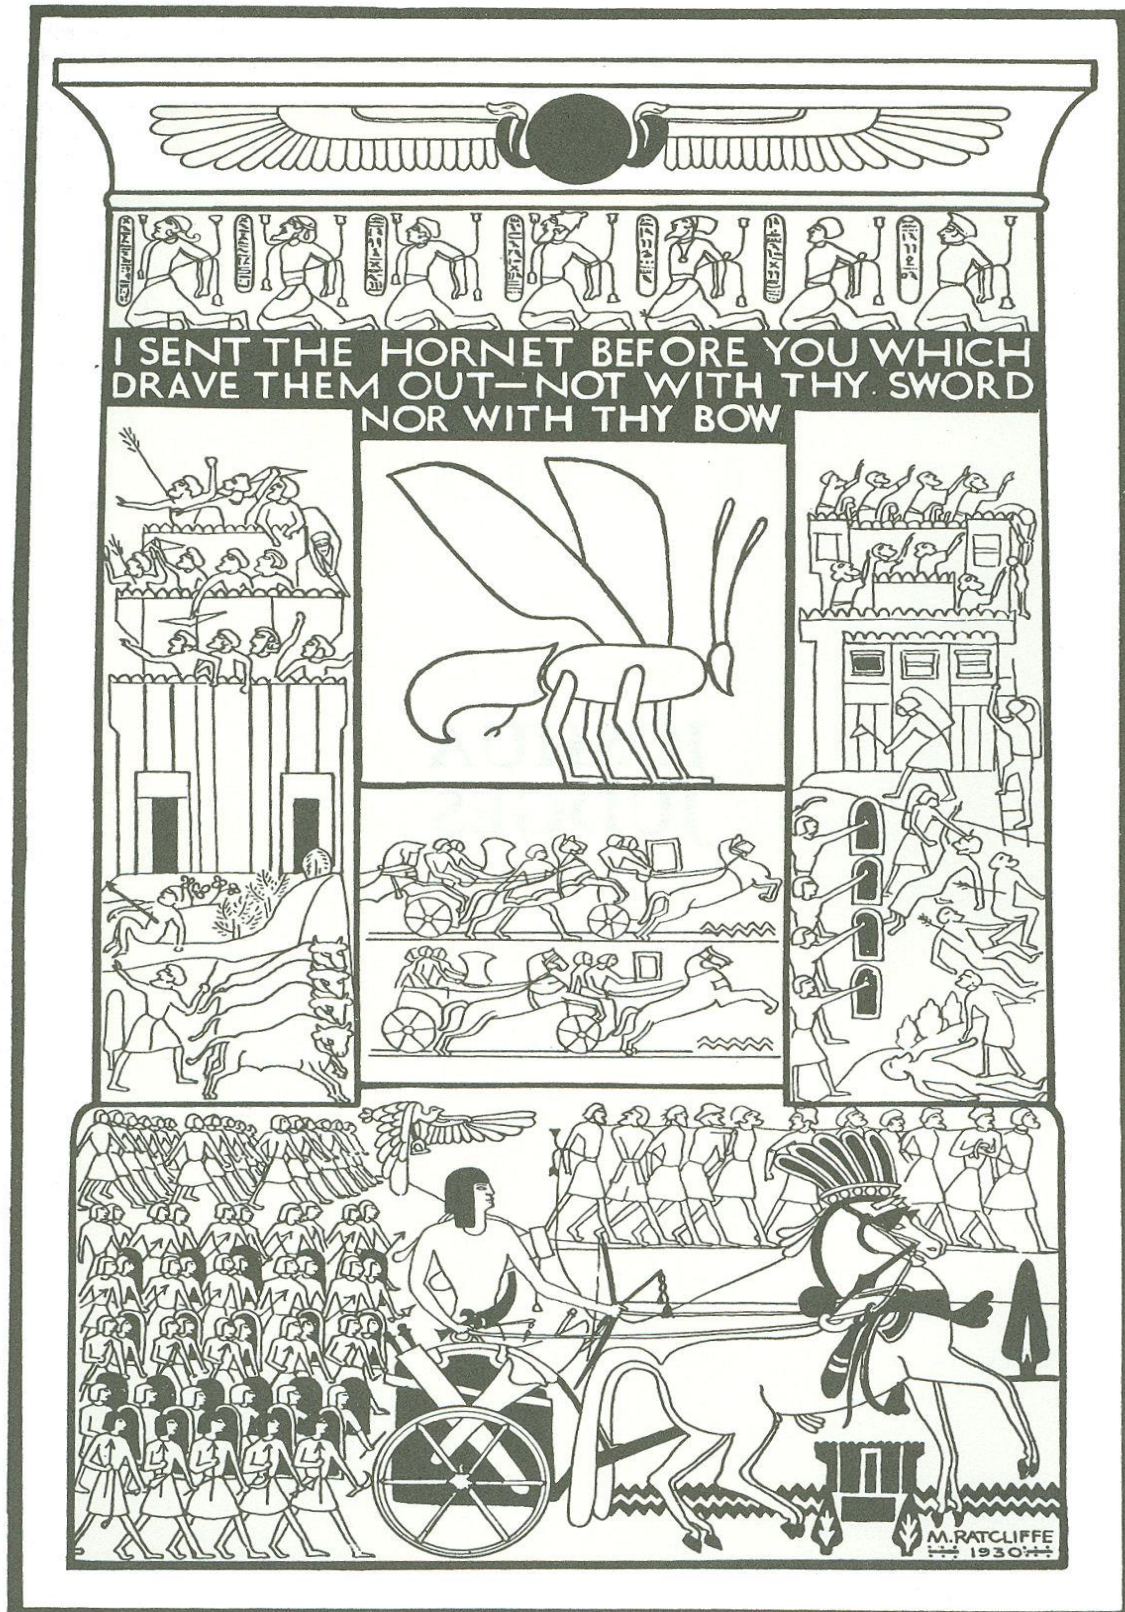 I SENT THE HORNET BEFORE YOU WHICH
DRAVE THEM OUT—NOT WITH THY SWORD
NOR WITH THY BOW
M. RATCLIFFE
1930